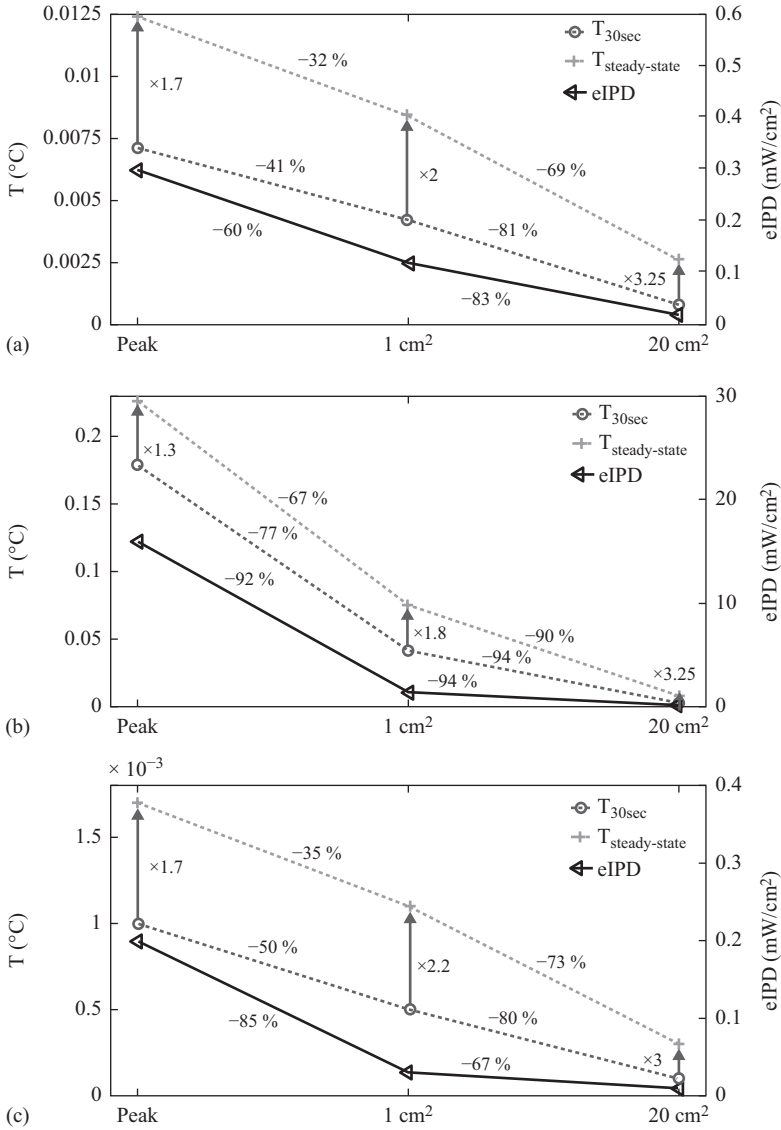 0.0125
0.01
0.0075
0.005
0.0025
0
T (°C)
0.6
0.5
0.4
0.3
0.2
0.1
0
eIPD (mW/cm²)
T30sec
Tsteady-state
eIPD
−32 %
×1.7
−41 %
×2
−69 %
−60 %
−81 %
×3.25
−83 %
Peak
1 cm²
20 cm²
(a)
0.2
0.15
0.1
0.05
0
T (°C)
30
20
10
0
eIPD (mW/cm²)
T30sec
Tsteady-state
eIPD
×1.3
−67 %
−77 %
−92 %
×1.8
−90 %
−94 %
−94 %
×3.25
Peak
1 cm²
20 cm²
(b)
× 10⁻³
1.5
1
0.5
0
T (°C)
0.4
0.3
0.2
0.1
0
eIPD (mW/cm²)
T30sec
Tsteady-state
eIPD
−35 %
×1.7
−50 %
×2.2
−73 %
−85 %
−80 %
−67 %
×3
Peak
1 cm²
20 cm²
(c)